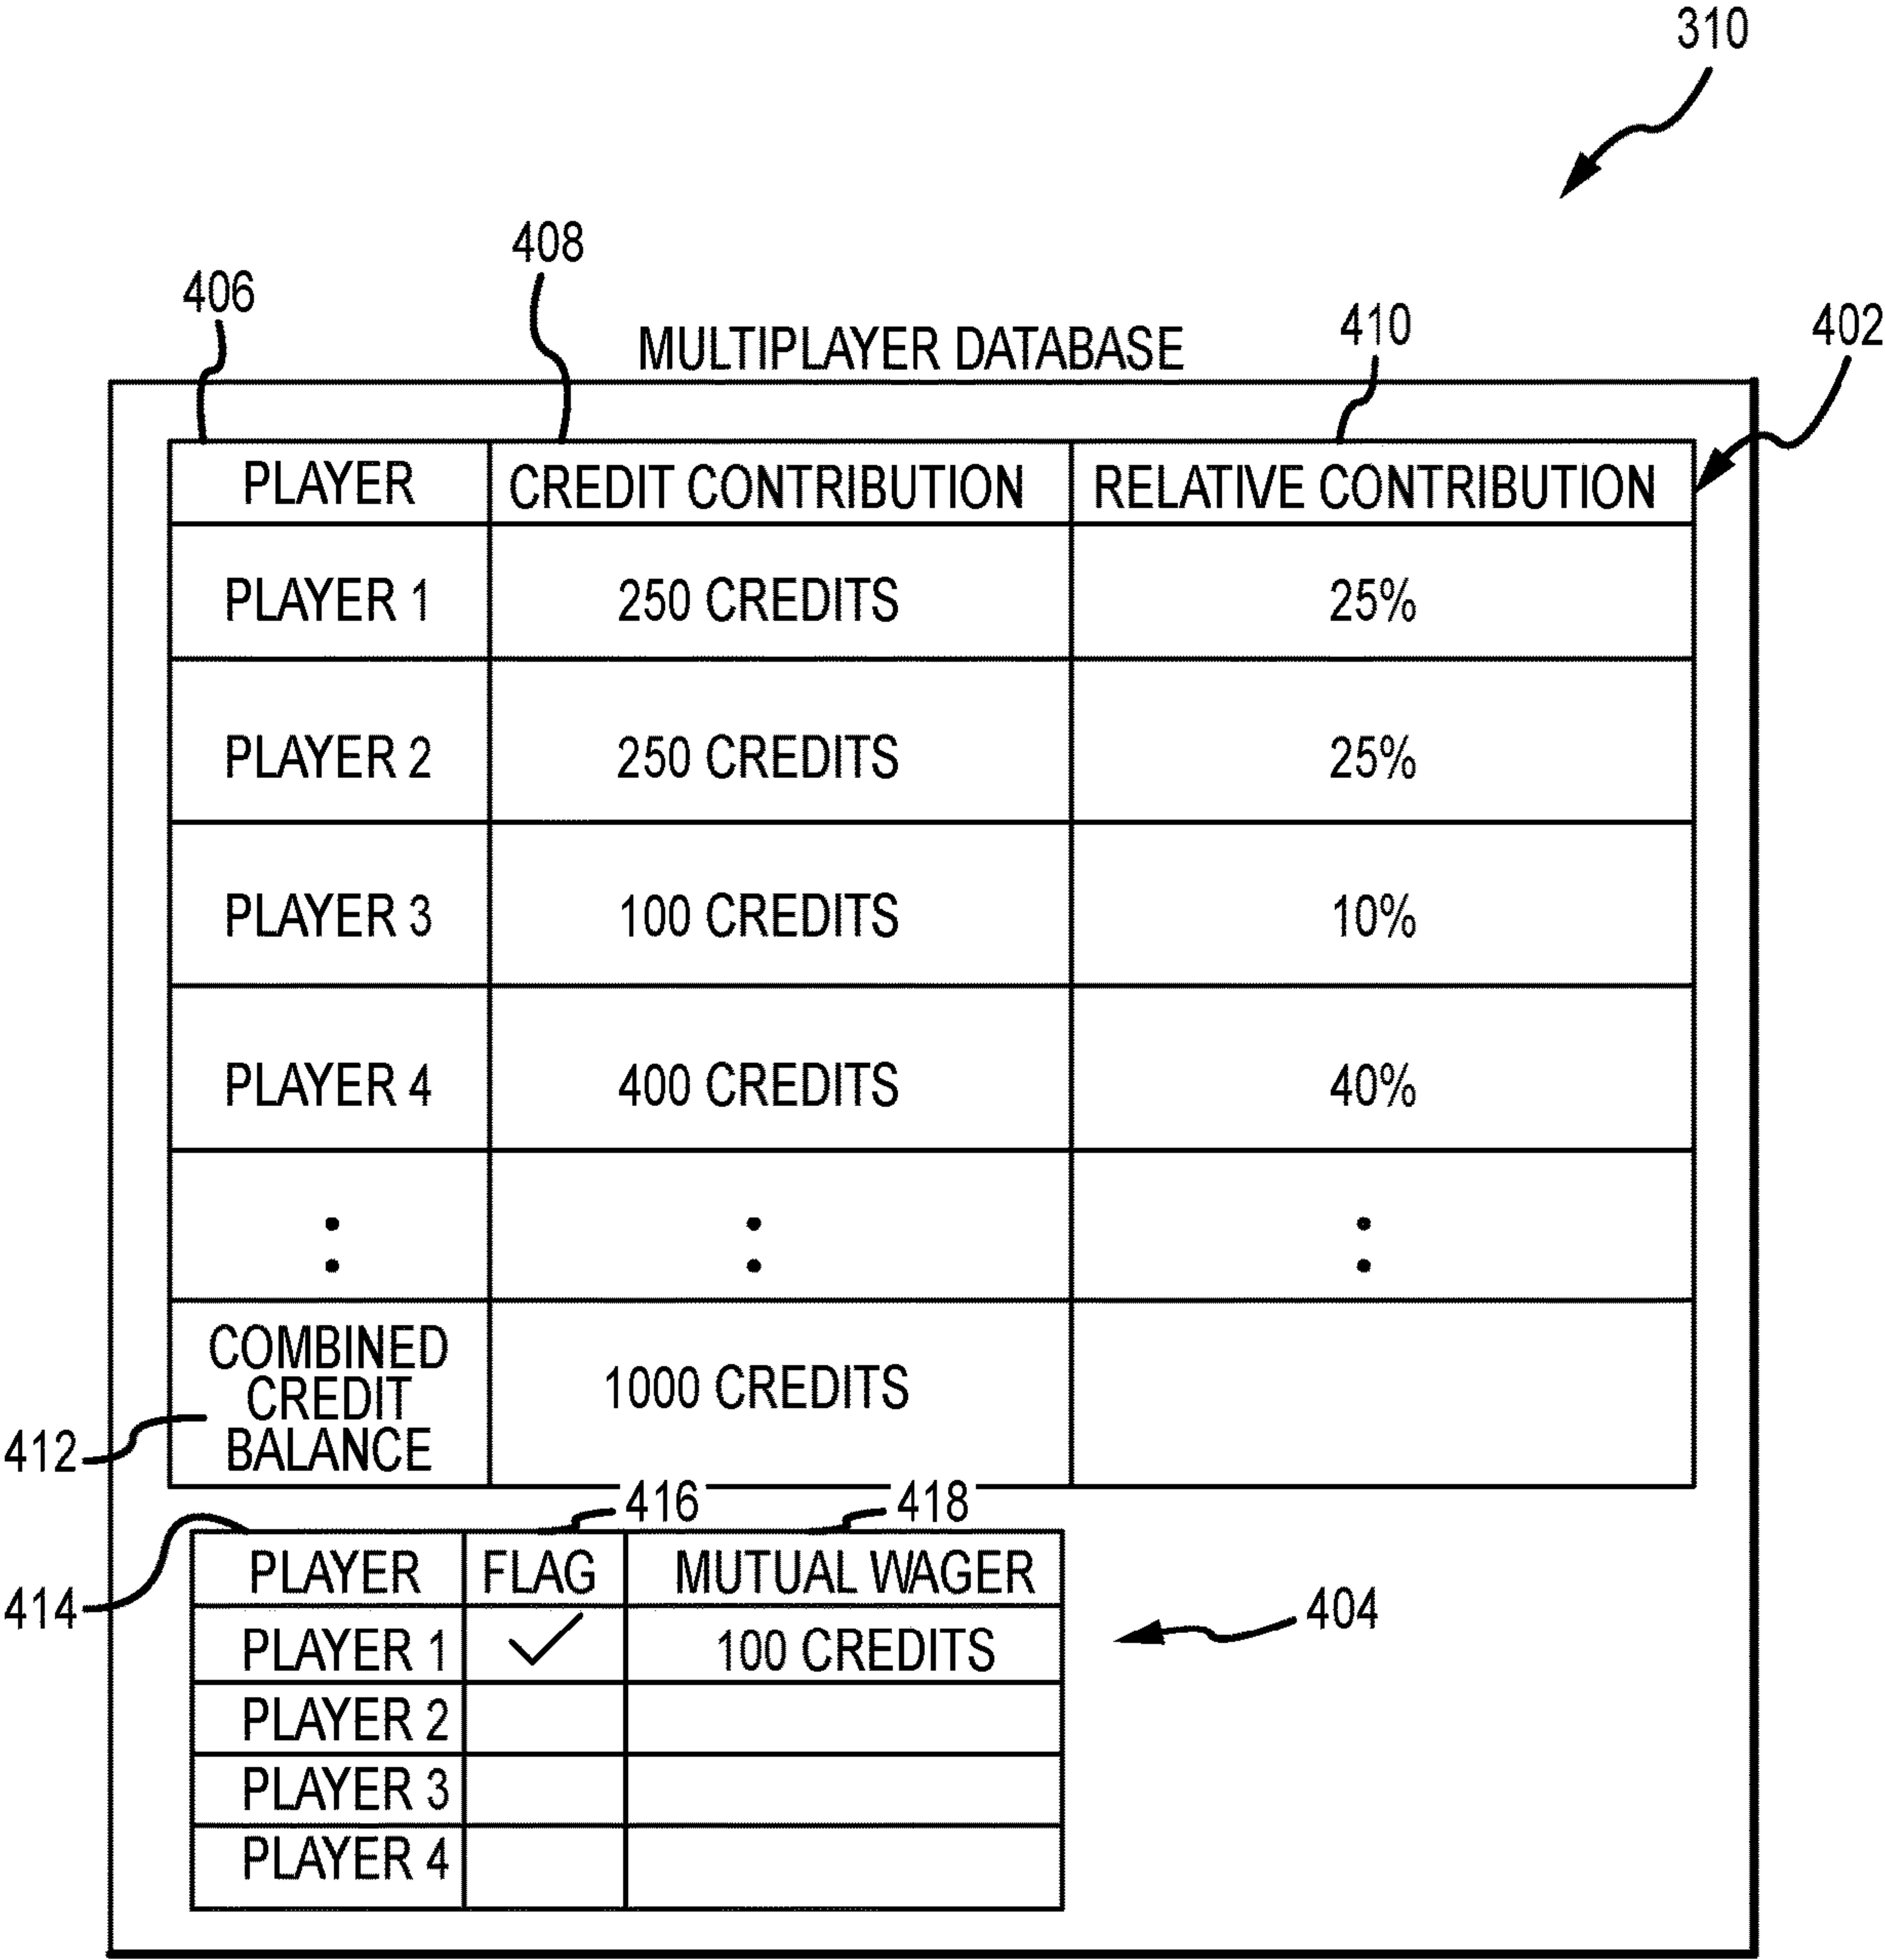 310
408
406
MULTIPLAYER DATABASE
410
402
PLAYER CREDIT CONTRIBUTION RELATIVE CONTRIBUTION
PLAYER 1 250 CREDITS 25%
PLAYER 2 250 CREDITS 25%
PLAYER 3 100 CREDITS 10%
PLAYER 4 400 CREDITS 40%
COMBINED
CREDIT
BALANCE
1000 CREDITS
412
416
418
414
PLAYER FLAG MUTUAL WAGER
PLAYER 1 ✓ 100 CREDITS
404
PLAYER 2
PLAYER 3
PLAYER 4